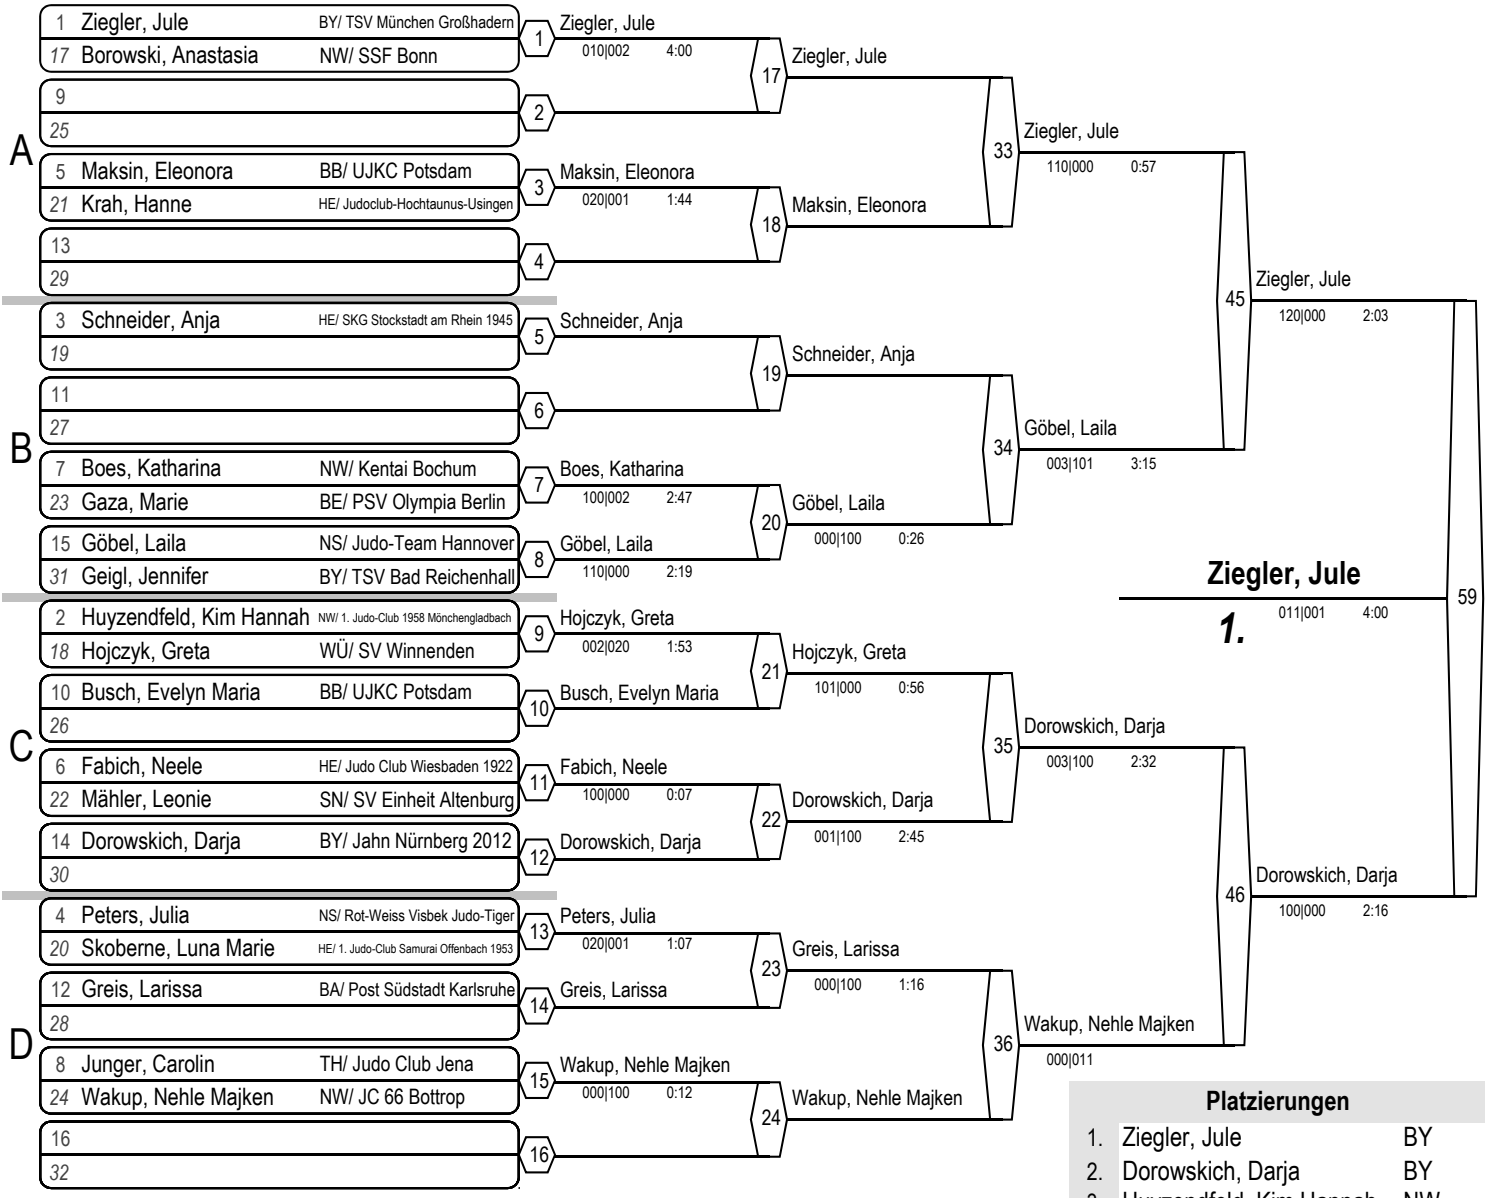 1 Ziegler, Jule BY/ TSV München Großhadern
17 Borowski, Anastasia NW/ SSF Bonn
1
Ziegler, Jule
010|002 4:00
9
25
2
17
Ziegler, Jule
A
5 Maksin, Eleonora BB/ UJKC Potsdam
21 Krah, Hanne HE/ Judoclub-Hochtaunus-Usingen
3
Maksin, Eleonora
020|001 1:44
13
29
4
18
Maksin, Eleonora
33
Ziegler, Jule
110|000 0:57
3 Schneider, Anja HE/ SKG Stockstadt am Rhein 1945
19
5
Schneider, Anja
11
27
6
19
Schneider, Anja
B
7 Boes, Katharina NW/ Kentai Bochum
23 Gaza, Marie BE/ PSV Olympia Berlin
7
Boes, Katharina
100|002 2:47
15 Göbel, Laila NS/ Judo-Team Hannover
31 Geigl, Jennifer BY/ TSV Bad Reichenhall
8
Göbel, Laila
110|000 2:19
20
Göbel, Laila
000|100 0:26
34
Göbel, Laila
003|101 3:15
45
Ziegler, Jule
120|000 2:03
2 Huyzendfeld, Kim Hannah NW/ 1. Judo-Club 1958 Mönchengladbach
18 Hojczyk, Greta WÜ/ SV Winnenden
9
Hojczyk, Greta
002|020 1:53
10 Busch, Evelyn Maria BB/ UJKC Potsdam
26
10
Busch, Evelyn Maria
21
Hojczyk, Greta
101|000 0:56
C
6 Fabich, Neele HE/ Judo Club Wiesbaden 1922
22 Mähler, Leonie SN/ SV Einheit Altenburg
11
Fabich, Neele
100|000 0:07
14 Dorowskich, Darja BY/ Jahn Nürnberg 2012
30
12
Dorowskich, Darja
22
Dorowskich, Darja
001|100 2:45
35
Dorowskich, Darja
003|100 2:32
4 Peters, Julia NS/ Rot-Weiss Visbek Judo-Tiger
20 Skoberne, Luna Marie HE/ 1. Judo-Club Samurai Offenbach 1953
13
Peters, Julia
020|001 1:07
12 Greis, Larissa BA/ Post Südstadt Karlsruhe
28
14
Greis, Larissa
23
Greis, Larissa
000|100 1:16
D
8 Junger, Carolin TH/ Judo Club Jena
24 Wakup, Nehle Majken NW/ JC 66 Bottrop
15
Wakup, Nehle Majken
000|100 0:12
16
32
16
24
Wakup, Nehle Majken
36
Wakup, Nehle Majken
000|011
46
Dorowskich, Darja
100|000 2:16
59
Ziegler, Jule
1. 011|001 4:00
Platzierungen
1. Ziegler, Jule BY
2. Dorowskich, Darja BY
3. Huyzendfeld, Kim Hannah NW